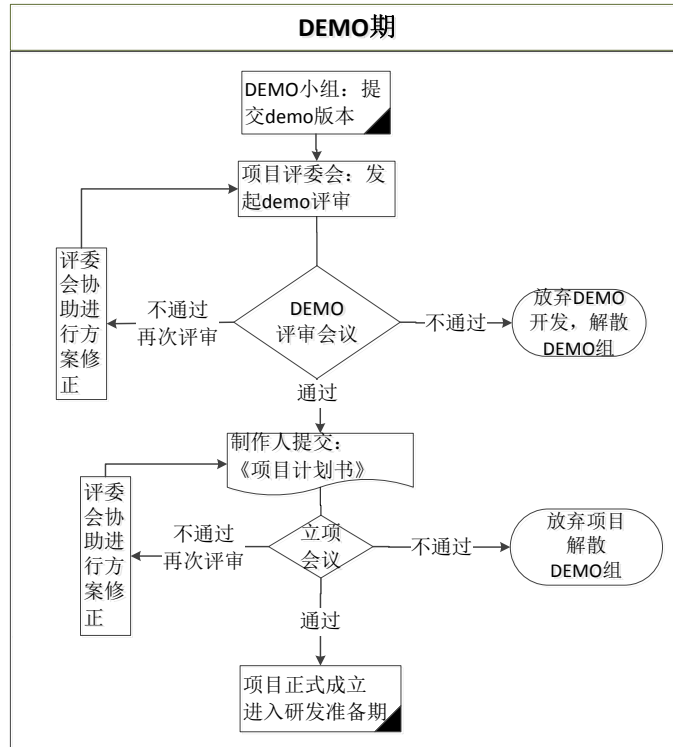 DEMO期
DEMO小组：提
交demo版本
项目评委会：发
起demo评审
评委
会协
助进
行方
案修
正
不通过
再次评审
DEMO
评审会议
不通过
放弃DEMO
开发，解散
DEMO组
通过
制作人提交：
《项目计划书》
评委
会协
助进
行方
案修
正
不通过
再次评审
立项
会议
不通过
放弃项目
解散
DEMO组
通过
项目正式成立
进入研发准备期